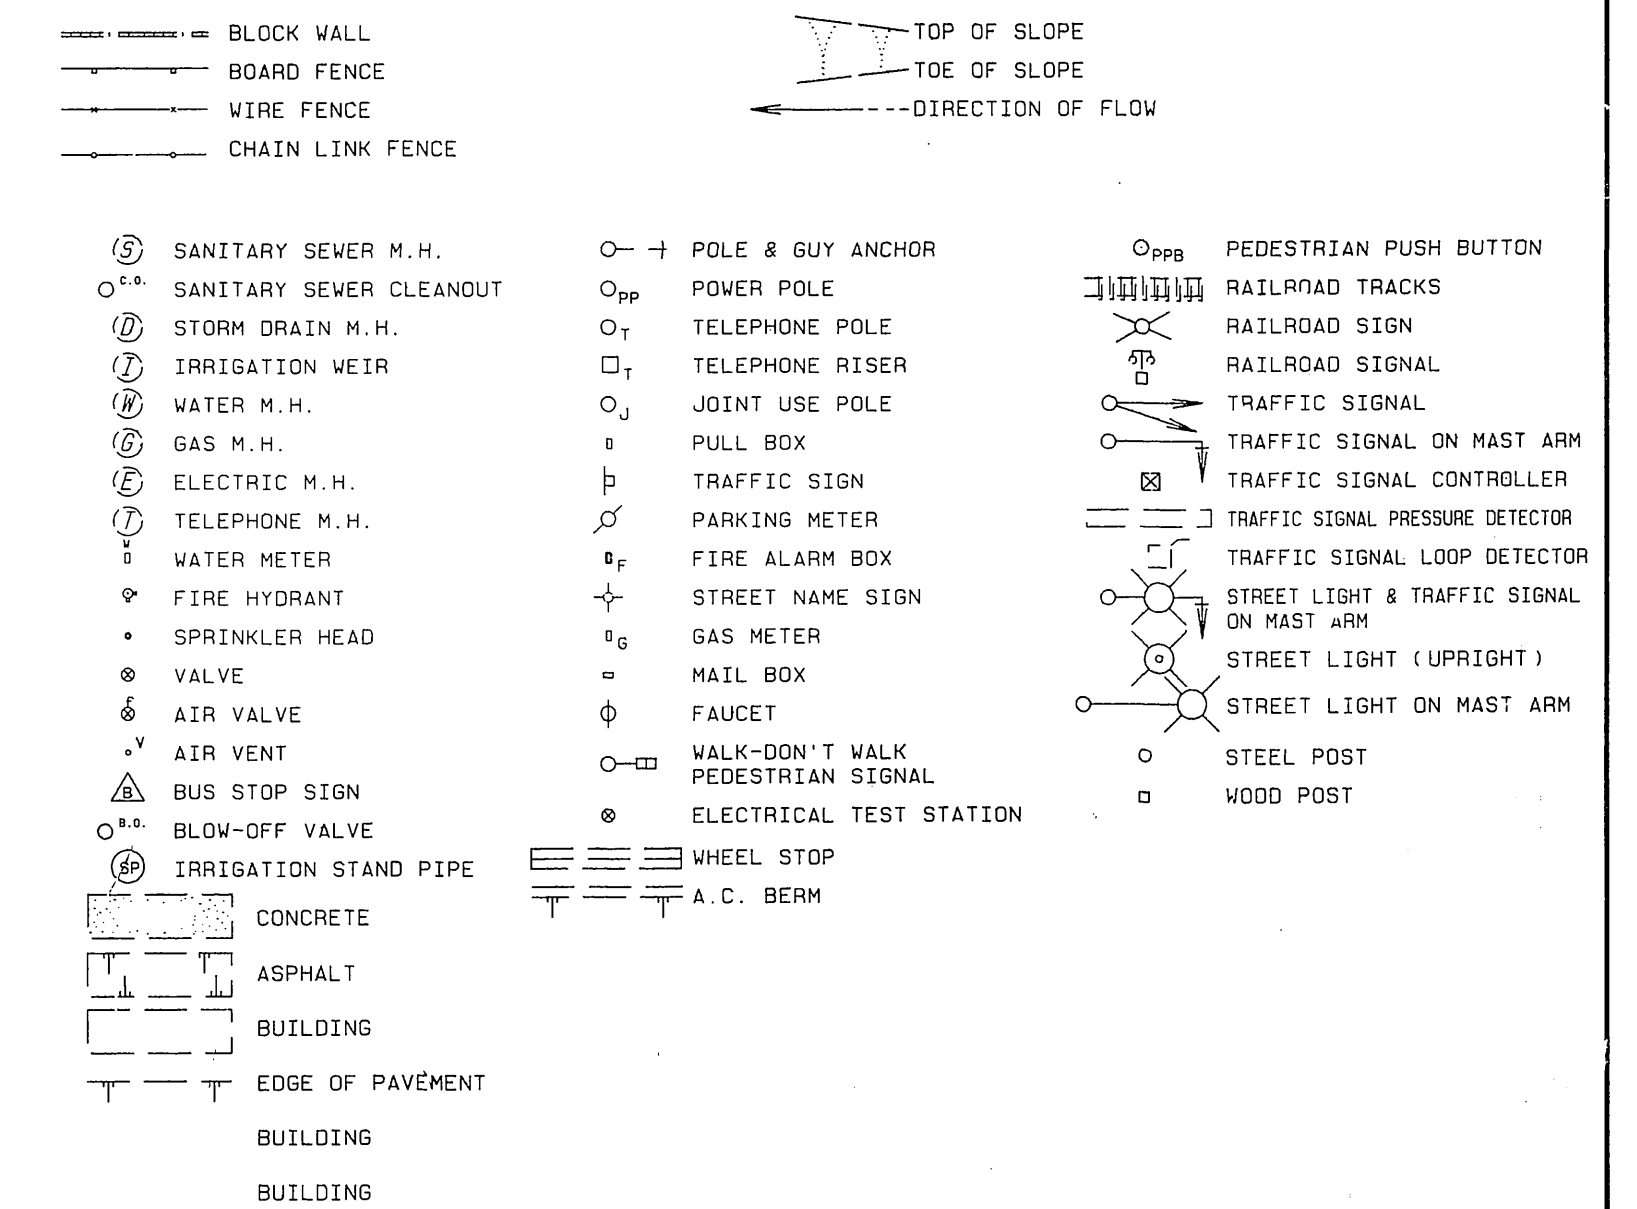 BLOCK WALL
BOARD FENCE
WIRE FENCE
CHAIN LINK FENCE
TOP OF SLOPE
TOE OF SLOPE
DIRECTION OF FLOW
S SANITARY SEWER M.H.
C.O. SANITARY SEWER CLEANOUT
D STORM DRAIN M.H.
I IRRIGATION WEIR
W WATER M.H.
G GAS M.H.
E ELECTRIC M.H.
T TELEPHONE M.H.
W WATER METER
FIRE HYDRANT
SPRINKLER HEAD
VALVE
AIR VALVE
V AIR VENT
B BUS STOP SIGN
B.O. BLOW-OFF VALVE
SP IRRIGATION STAND PIPE
CONCRETE
ASPHALT
BUILDING
EDGE OF PAVEMENT
BUILDING
BUILDING
POLE & GUY ANCHOR
PP POWER POLE
T TELEPHONE POLE
T TELEPHONE RISER
J JOINT USE POLE
PULL BOX
TRAFFIC SIGN
PARKING METER
F FIRE ALARM BOX
STREET NAME SIGN
G GAS METER
MAIL BOX
FAUCET
WALK-DON'T WALK
PEDESTRIAN SIGNAL
ELECTRICAL TEST STATION
WHEEL STOP
A.C. BERM
PPB PEDESTRIAN PUSH BUTTON
RAILROAD TRACKS
RAILROAD SIGN
RAILROAD SIGNAL
TRAFFIC SIGNAL
TRAFFIC SIGNAL ON MAST ARM
TRAFFIC SIGNAL CONTROLLER
TRAFFIC SIGNAL PRESSURE DETECTOR
TRAFFIC SIGNAL LOOP DETECTOR
STREET LIGHT & TRAFFIC SIGNAL
ON MAST ARM
STREET LIGHT (UPRIGHT)
STREET LIGHT ON MAST ARM
STEEL POST
WOOD POST